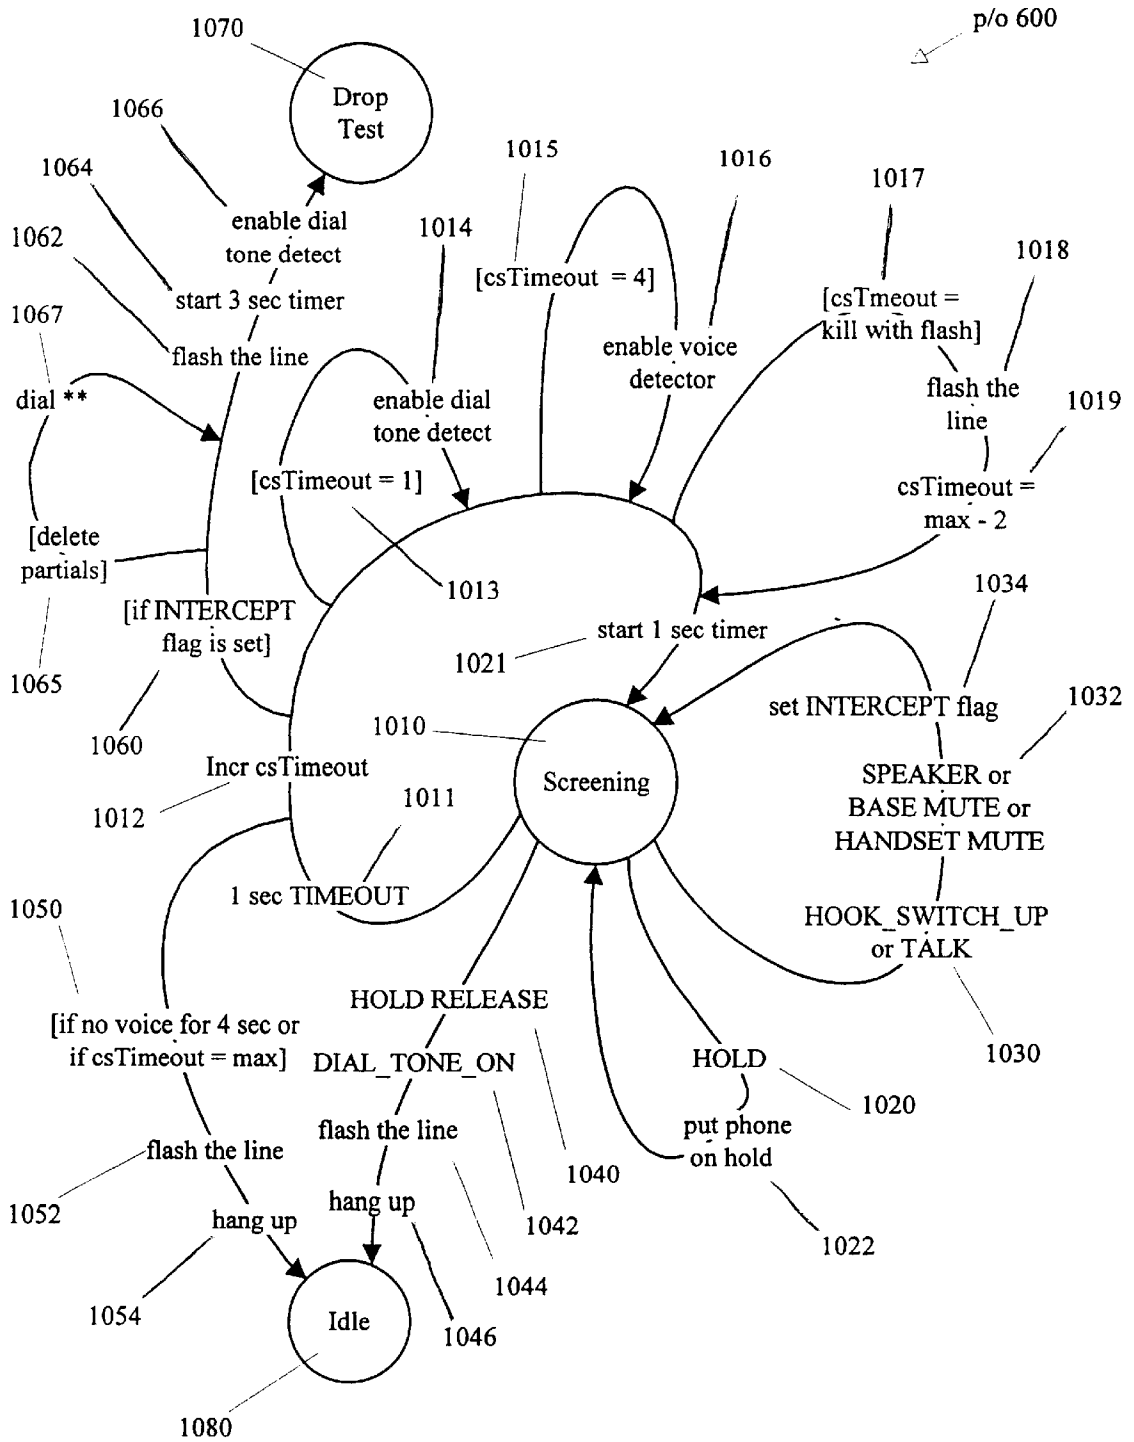 p/o 600
1070
Drop
Test
1066
1064
1062
1067
enable dial
tone detect
start 3 sec timer
flash the line
dial **
[delete
partials]
1065
[if INTERCEPT
flag is set]
1060
1014
enable dial
tone detect
[csTimeout = 1]
1013
1015
[csTimeout = 4]
1016
enable voice
detector
1017
[csTmeout =
kill with flash]
1018
flash the
line
1019
csTimeout =
max - 2
start 1 sec timer
1021
1034
set INTERCEPT flag
1032
SPEAKER or
BASE MUTE or
HANDSET MUTE
HOOK_SWITCH_UP
or TALK
1030
1010
Screening
Incr csTimeout
1012
1011
1 sec TIMEOUT
1050
[if no voice for 4 sec or
if csTimeout = max]
flash the line
1052
hang up
1054
HOLD RELEASE
DIAL_TONE_ON
flash the line
hang up
1040
1042
1044
1046
HOLD
1020
put phone
on hold
1022
Idle
1080